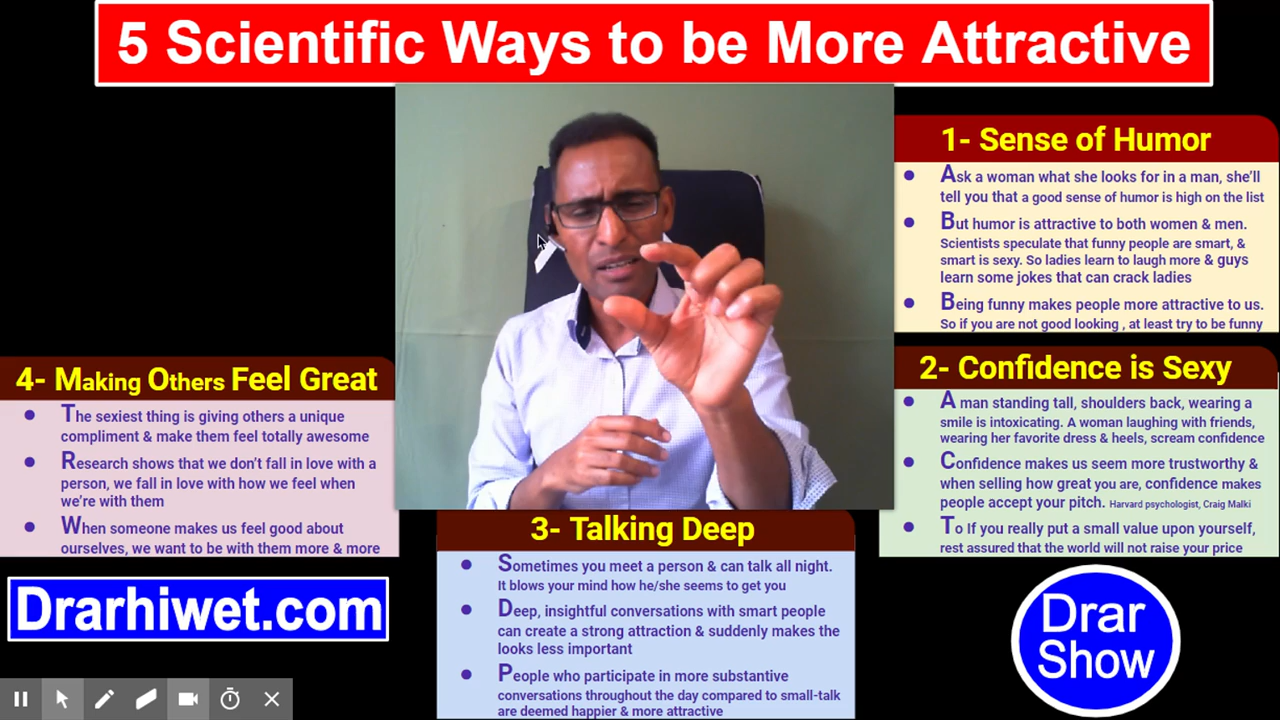 5 Scientific Ways to be More Attractive
1- Sense of Humor
Ask a woman what she looks for in a man, she'll
tell you that a good sense of humor is high on the list
But humor is attractive to both women & men.
Scientists speculate that funny people are smart, &
smart is sexy. So ladies learn to laugh more & guys
learn some jokes that can crack ladies
Being funny makes people more attractive to us.
So if you are not good looking , at least try to be funny
2- Confidence is Sexy
A man standing tall, shoulders back, wearing a
smile is intoxicating. A woman laughing with friends,
wearing her favorite dress & heels, scream confidence
Confidence makes us seem more trustworthy &
when selling how great you are, confidence makes
people accept your pitch. Harvard psychologist, Craig Malki
To If you really put a small value upon yourself,
rest assured that the world will not raise your price
3- Talking Deep
Sometimes you meet a person & can talk all night.
It blows your mind how he/she seems to get you
Deep, insightful conversations with smart people
can create a strong attraction & suddenly makes the
looks less important
People who participate in more substantive
conversations throughout the day compared to small-talk
are deemed happier & more attractive
4- Making Others Feel Great
The sexiest thing is giving others a unique
compliment & make them feel totally awesome
Research shows that we don't fall in love with a
person, we fall in love with how we feel when
we're with them
When someone makes us feel good about
ourselves, we want to be with them more & more
Drarhiwet.com
Drar
Show